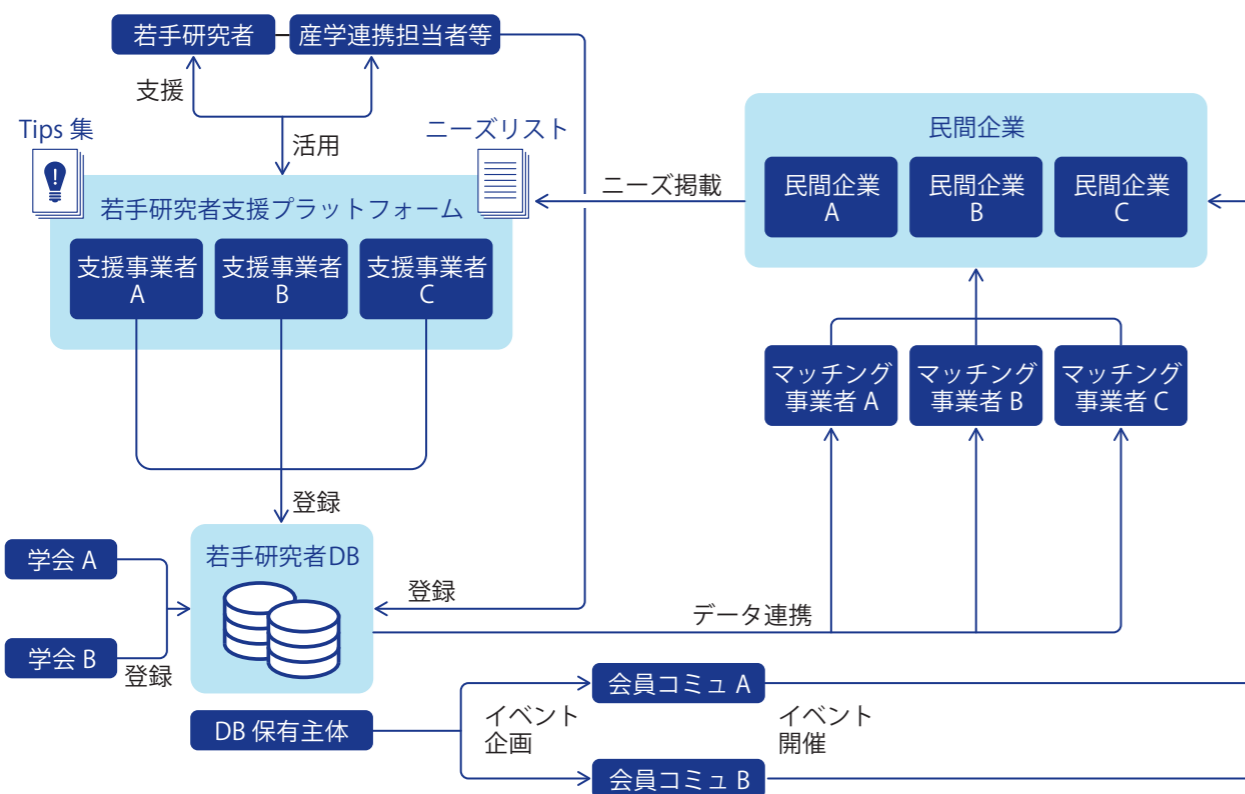 若手研究者
産学連携担当者等
支援
Tips 集
活用
ニーズリスト
若手研究者支援プラットフォーム
支援事業者
A
支援事業者
B
支援事業者
C
ニーズ掲載
民間企業
民間企業
A
民間企業
B
民間企業
C
マッチング
事業者 A
マッチング
事業者 B
マッチング
事業者 C
登録
学会 A
学会 B
登録
若手研究者DB
登録
データ連携
DB 保有主体
イベント
企画
会員コミュ A
会員コミュ B
イベント
開催